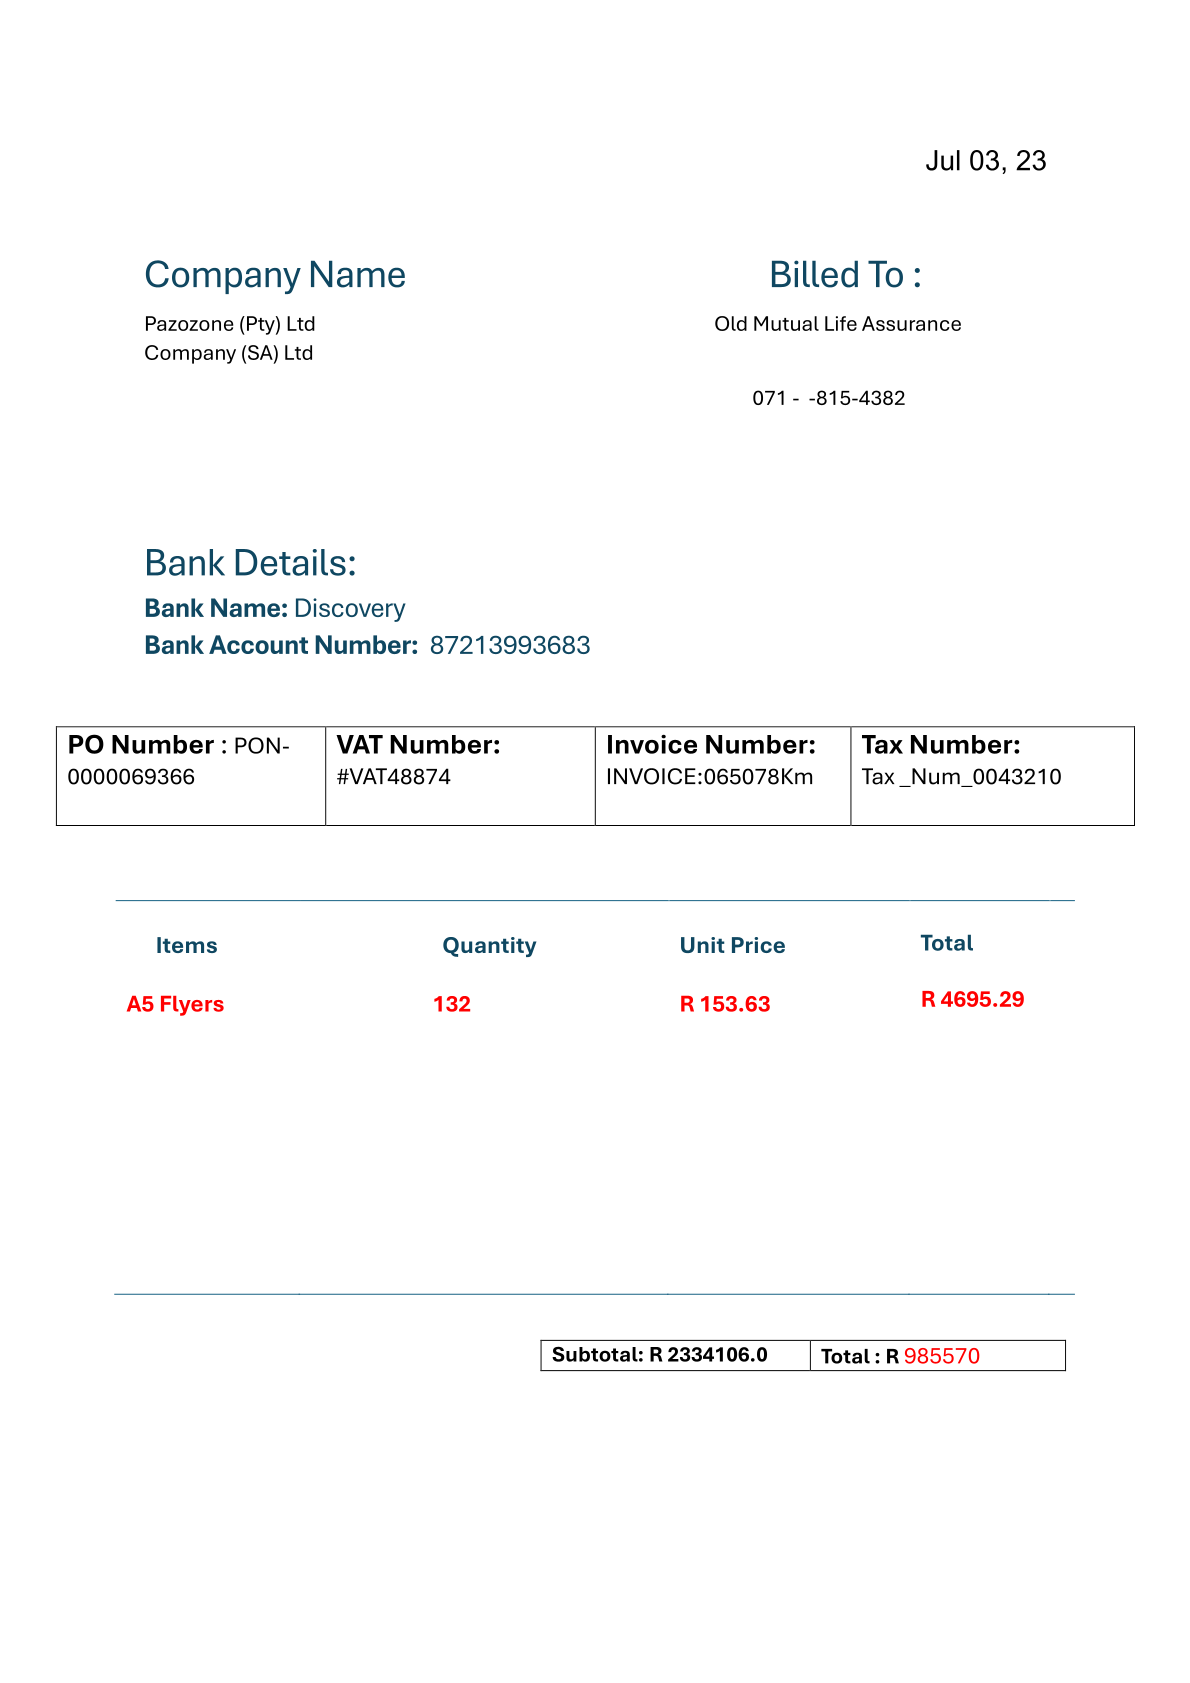 Jul 03, 23
Company Name
Pazozone (Pty) Ltd
Company (SA) Ltd
Billed To :
Old Mutual Life Assurance
071 -  -815-4382
Bank Details:
Bank Name: Discovery
Bank Account Number:  87213993683
PO Number : PON-
0000069366
VAT Number:
#VAT48874
Invoice Number:
INVOICE:065078Km
Tax Number:
Tax _Num_0043210
Items Quantity Unit Price Total
A5 Flyers 132 R 153.63 R 4695.29
Subtotal: R 2334106.0 Total : R 985570